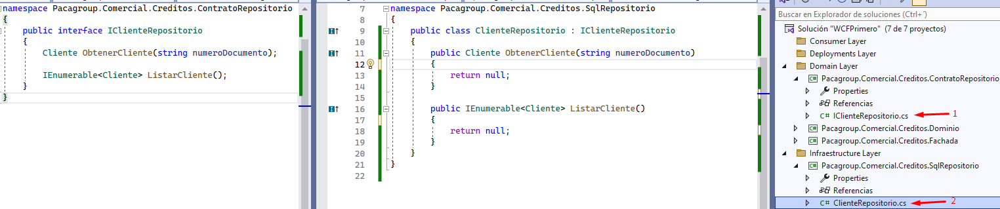 namespace Pacagroup.Comercial.Creditos.ContratoRepositorio
{
public interface IClienteRepositorio
{
Cliente ObtenerCliente(string numeroDocumento);
IEnumerable<Cliente> ListarCliente();
}
}
7 namespace Pacagroup.Comercial.Creditos.SqlRepositorio
8 {
9 public class ClienteRepositorio : IClienteRepositorio
10 {
11 public Cliente ObtenerCliente(string numeroDocumento)
12 {
13 return null;
14 }
15
16 public IEnumerable<Cliente> ListarCliente()
17 {
18 return null;
19 }
20 }
21 }
22
Buscar en Explorador de soluciones (Ctrl+´)
Solución "WCFPrimero" (7 de 7 proyectos)
Consumer Layer
Deployments Layer
Domain Layer
C# Pacagroup.Comercial.Creditos.ContratoRepositorio
Properties
Referencias
C# IClienteRepositorio.cs 1
C# Pacagroup.Comercial.Creditos.Dominio
C# Pacagroup.Comercial.Creditos.Fachada
Infraestructure Layer
C# Pacagroup.Comercial.Creditos.SqlRepositorio
Properties
Referencias
C# ClienteRepositorio.cs 2